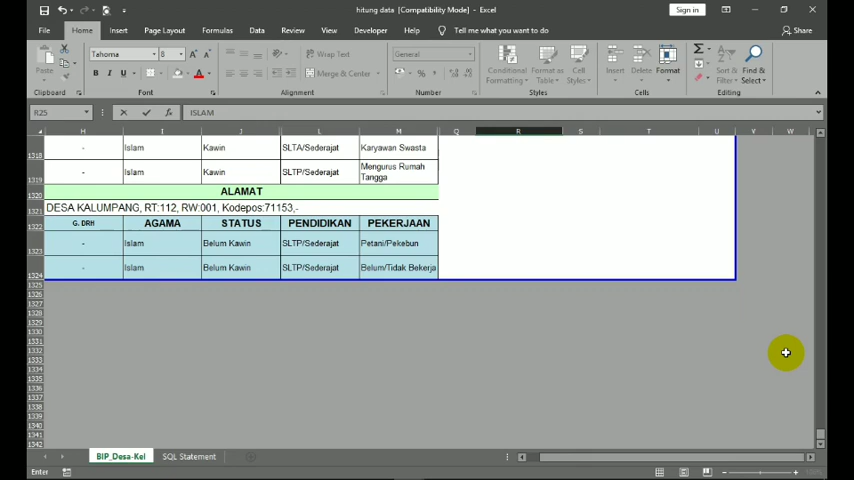 hitung data [Compatibility Mode] - Excel
Sign in
File Home Insert Page Layout Formulas Data Review View Developer Help Tell me what you want to do
Share
Paste
Tahoma 8
B I U
Wrap Text
Merge & Center
General
Conditional Formatting
Format as Table
Cell Styles
Insert Delete Format
Sort & Filter
Find & Select
Clipboard Font Alignment Number Styles Cells Editing
R25 fx ISLAM
H I J L M Q R S T U Y W
1318 - Islam Kawin SLTA/Sederajat Karyawan Swasta
1319 - Islam Kawin SLTP/Sederajat Mengurus Rumah Tangga
1320 ALAMAT
1321 DESA KALUMPANG, RT:112, RW:001, Kodepos:71153,-
1322 G. DRH AGAMA STATUS PENDIDIKAN PEKERJAAN
1323 - Islam Belum Kawin SLTP/Sederajat Petani/Pekebun
1324 - Islam Belum Kawin SLTP/Sederajat Belum/Tidak Bekerja
1325
1326
1327
1328
1329
1330
1331
1332
1333
1334
1335
1336
1337
1338
1339
1340
1341
1342
BIP_Desa-Kel SQL Statement
Enter